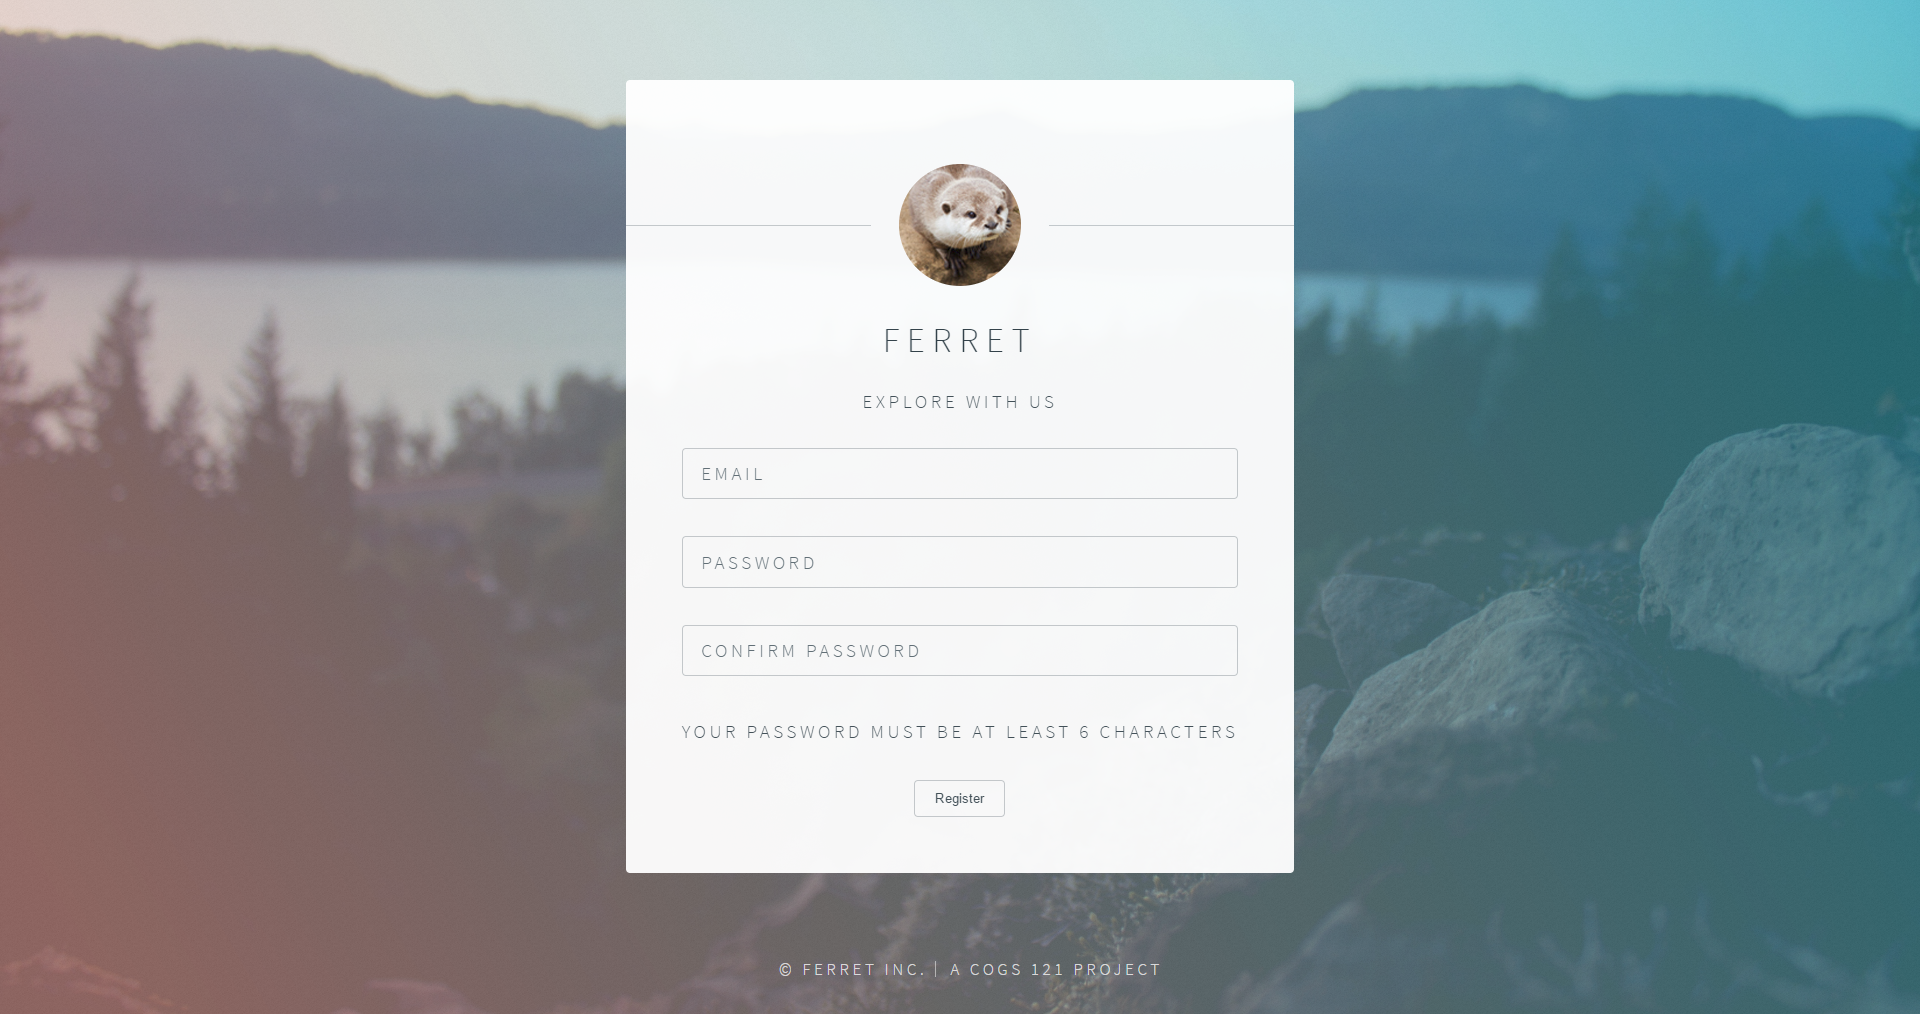 FERRET
EXPLORE WITH US
EMAIL
PASSWORD
CONFIRM PASSWORD
YOUR PASSWORD MUST BE AT LEAST 6 CHARACTERS
Register
© FERRET INC. | A COGS 121 PROJECT